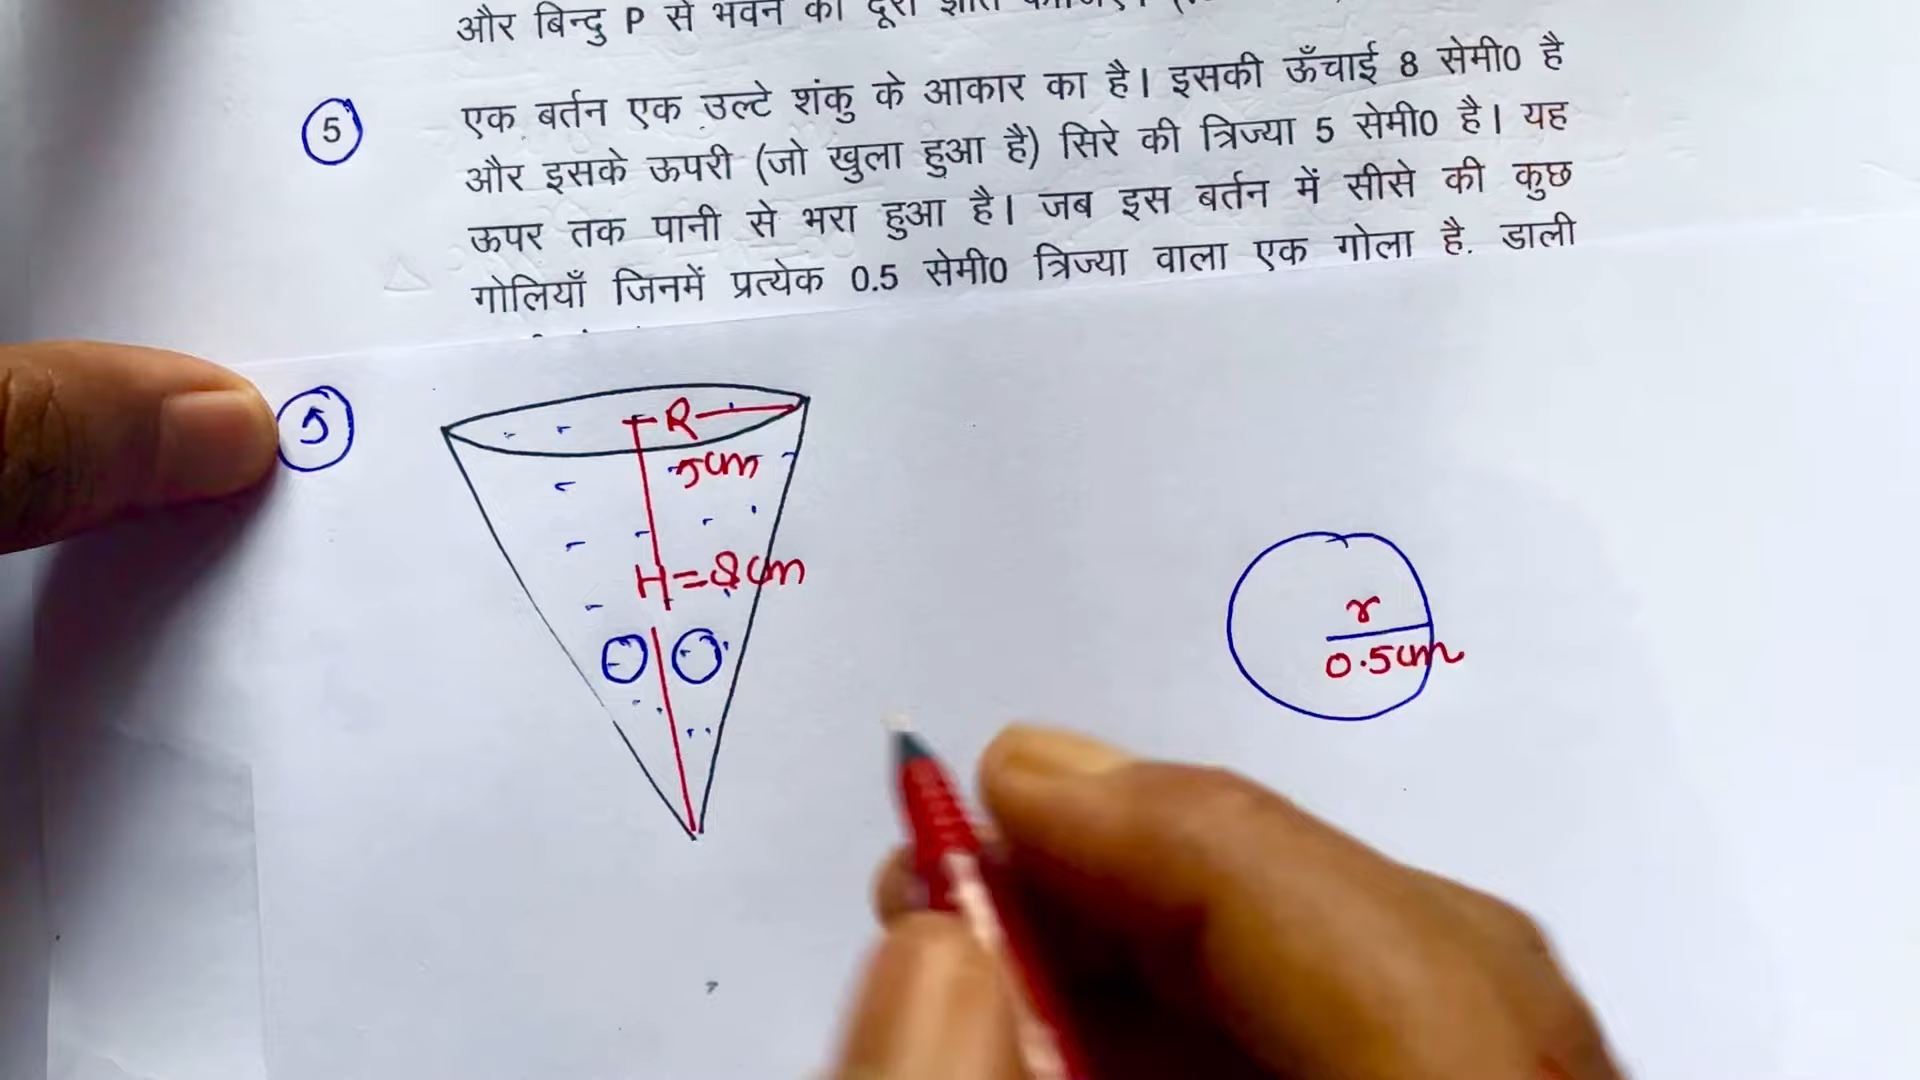 और बिन्दु P से भवन की दूरी ज्ञात कीजिए।
5
एक बर्तन एक उल्टे शंकु के आकार का है। इसकी ऊँचाई 8 सेमी0 है
और इसके ऊपरी (जो खुला हुआ है) सिरे की त्रिज्या 5 सेमी0 है। यह
ऊपर तक पानी से भरा हुआ है। जब इस बर्तन में सीसे की कुछ
गोलियाँ जिनमें प्रत्येक 0.5 सेमी0 त्रिज्या वाला एक गोला है. डाली
5
R
5cm
H=8cm
r
0.5cm